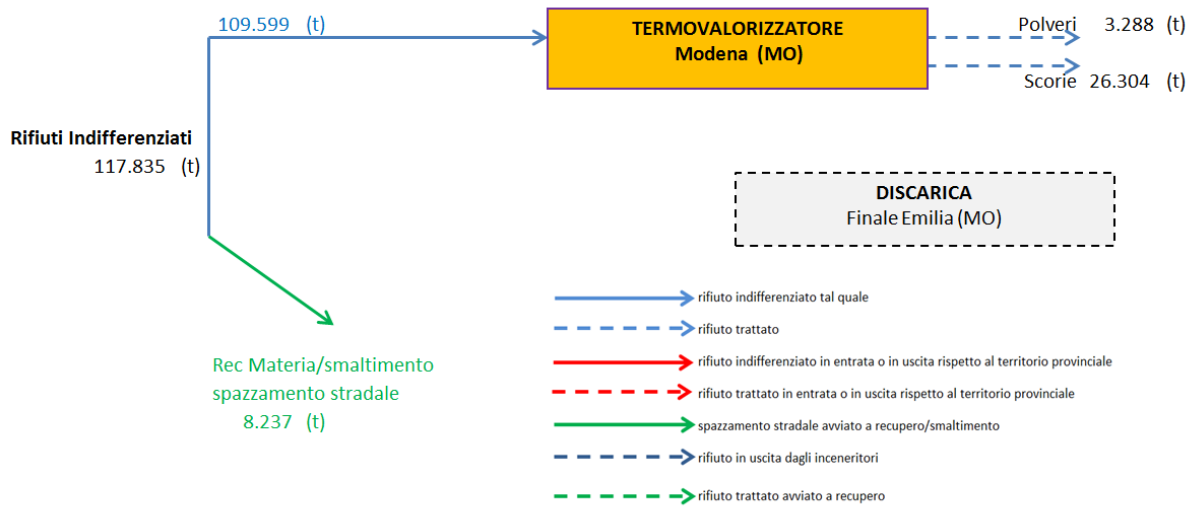 109.599 (t)
TERMOVALORIZZATORE
Modena (MO)
Polveri 3.288 (t)
Scorie 26.304 (t)
Rifiuti Indifferenziati
117.835 (t)
DISCARICA
Finale Emilia (MO)
Rec Materia/smaltimento
spazzamento stradale
8.237 (t)
rifiuto indifferenziato tal quale
rifiuto trattato
rifiuto indifferenziato in entrata o in uscita rispetto al territorio provinciale
rifiuto trattato in entrata o in uscita rispetto al territorio provinciale
spazzamento stradale avviato a recupero/smaltimento
rifiuto in uscita dagli inceneritori
rifiuto trattato avviato a recupero